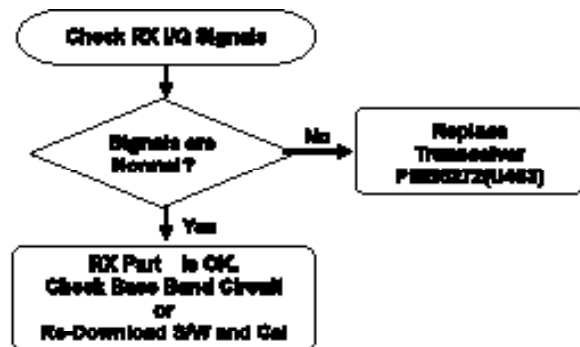 Check RX I/Q Signals
Signals are
Normal ?
No
Replace
Transceiver
Yes
RX Part is OK.
Check Base Band Circuit
or
Re-Download S/W and Cal